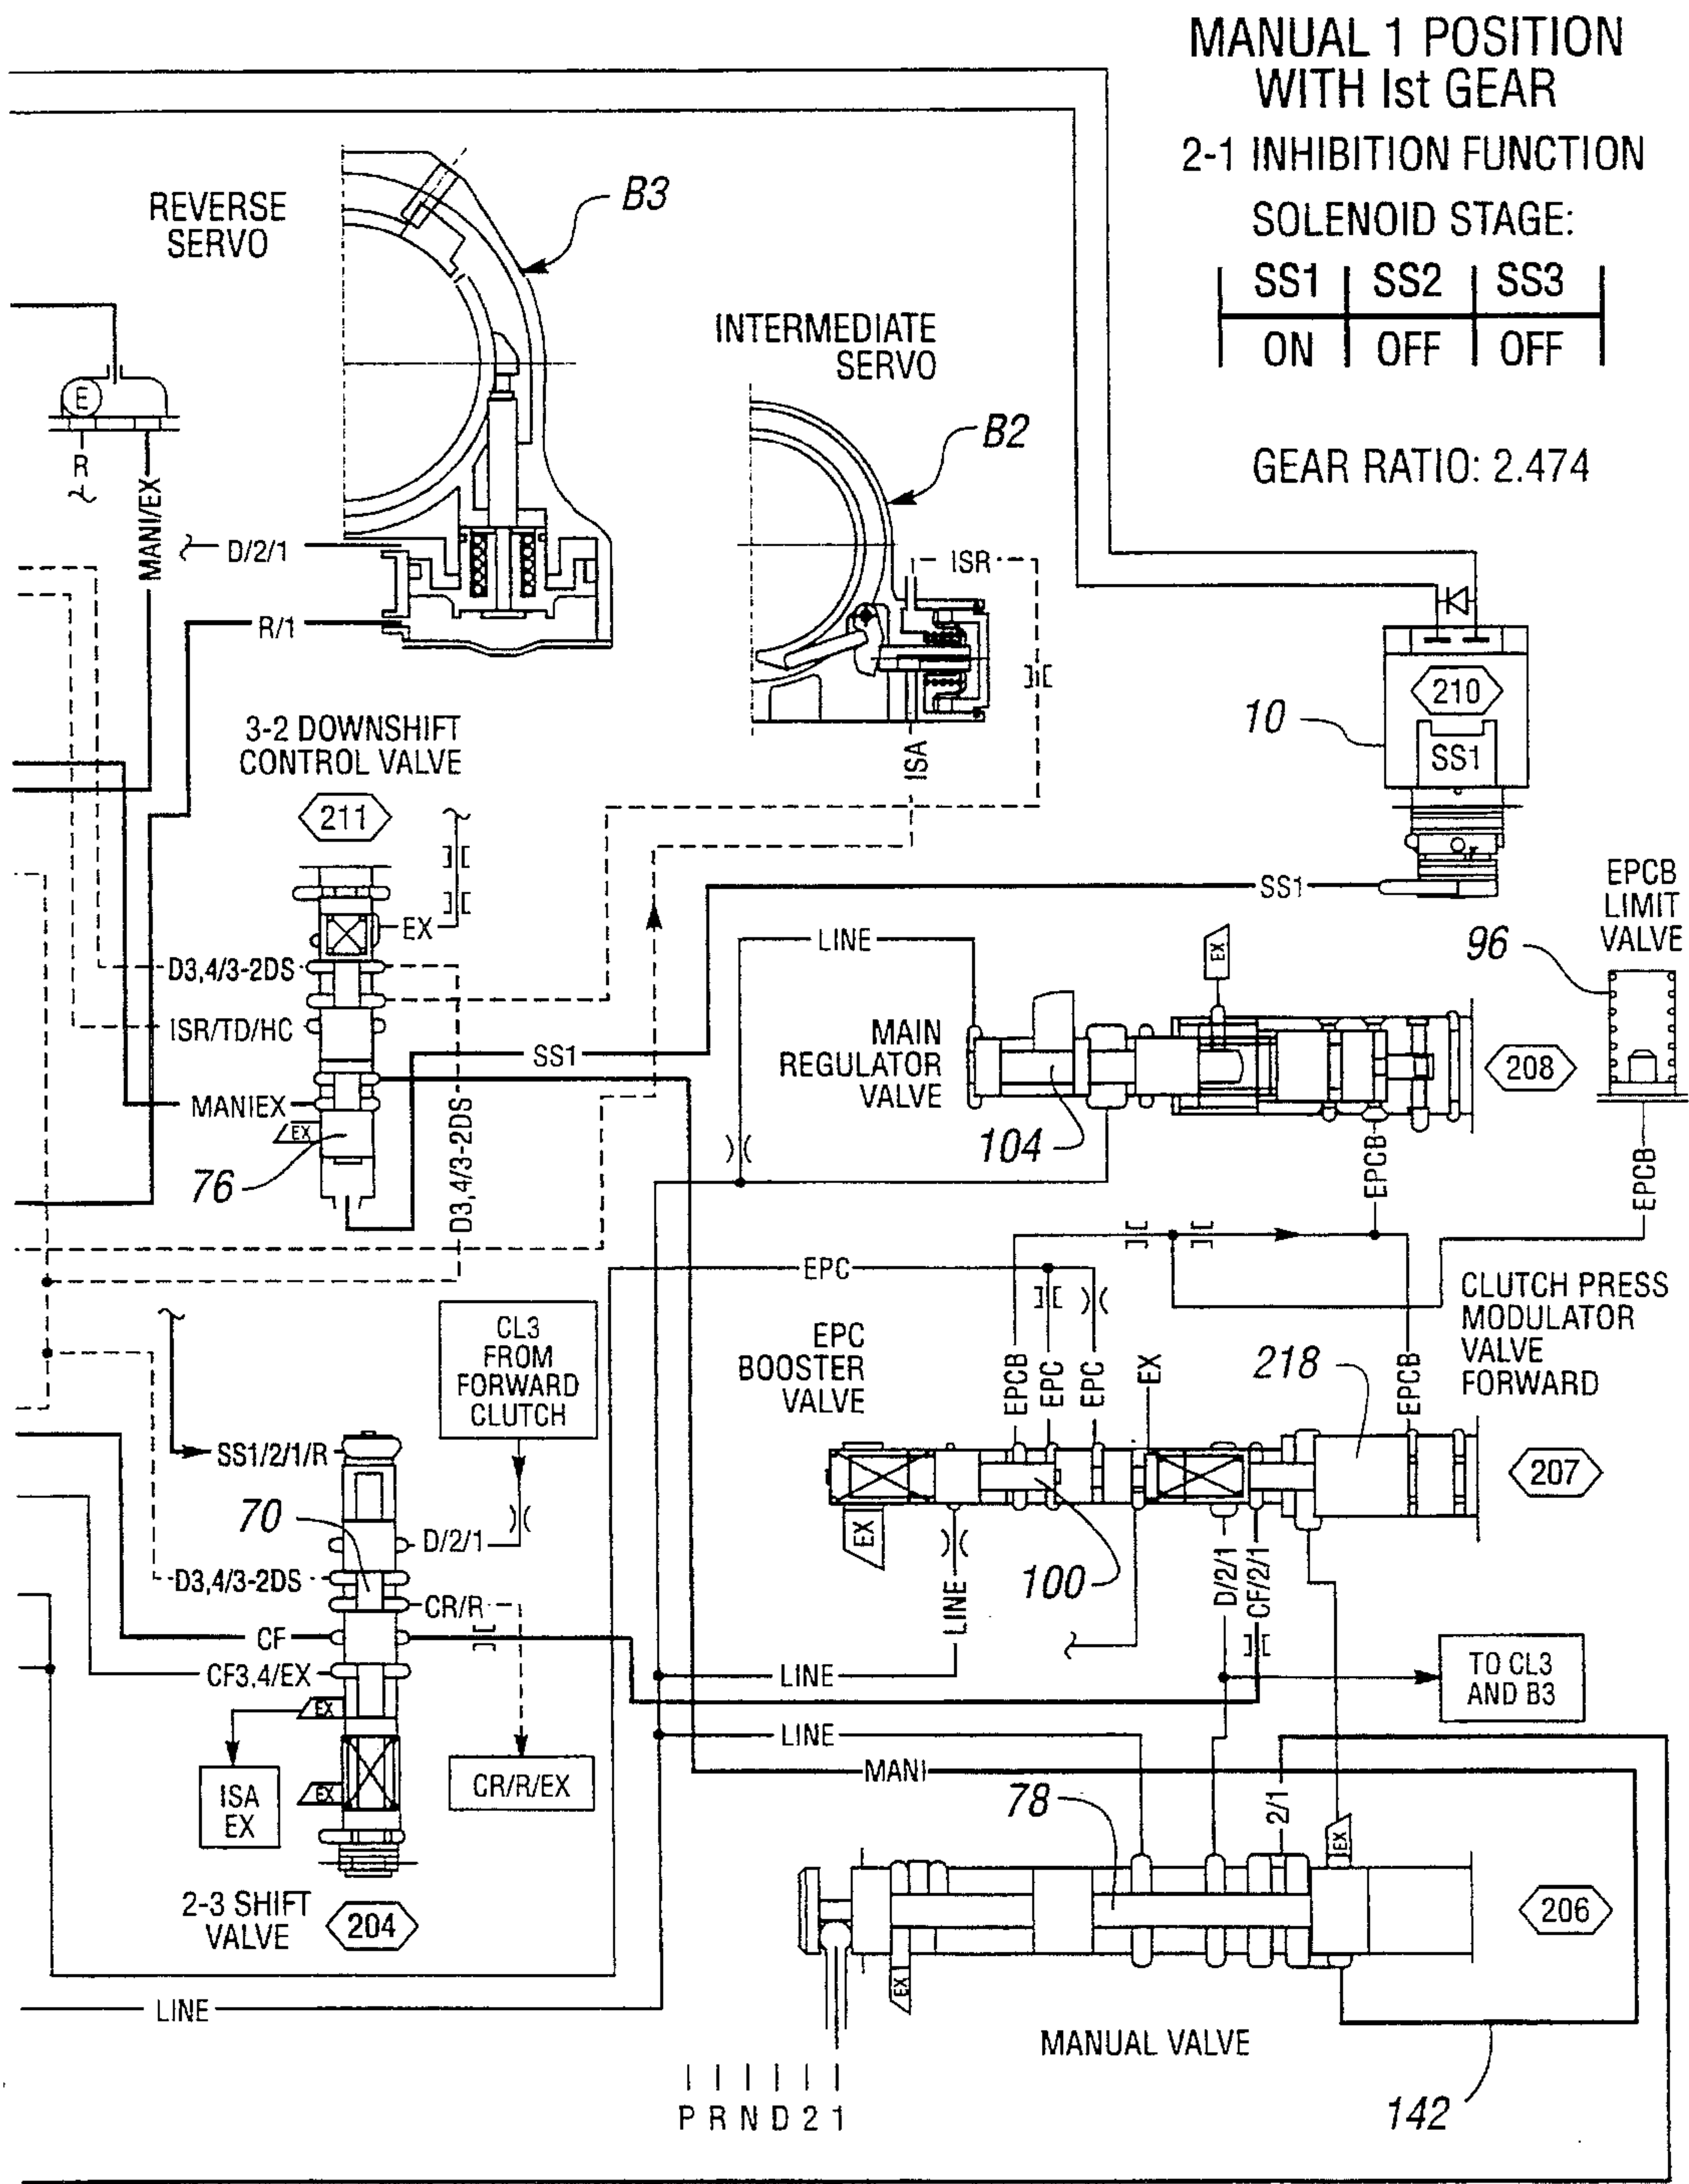 MANUAL 1 POSITION
WITH Ist GEAR
2-1 INHIBITION FUNCTION
SOLENOID STAGE:
SS1 SS2 SS3
ON OFF OFF
GEAR RATIO: 2.474
REVERSE
SERVO
B3
INTERMEDIATE
SERVO
B2
E
R
MANI/EX
D/2/1
R/1
ISR
ISA
210
10
SS1
3-2 DOWNSHIFT
CONTROL VALVE
211
EX
D3,4/3-2DS
ISR/TD/HC
SS1
SS1
MANIEX
EX
76
D3,4/3-2DS
LINE
EX
MAIN
REGULATOR
VALVE
104
208
EPCB
LIMIT
VALVE
96
EPCB
EPCB
EPC
CL3
FROM
FORWARD
CLUTCH
EPC
BOOSTER
VALVE
EPCB
EPC
EPC
EX
218
EPCB
CLUTCH PRESS
MODULATOR
VALVE
FORWARD
207
SS1/2/1/R
70
D/2/1
D3,4/3-2DS
CR/R
CF
CF3,4/EX
EX
EX
ISA
EX
CR/R/EX
EX
LINE
100
D/2/1
CF/2/1
LINE
TO CL3
AND B3
LINE
MANI
78
2/1
EX
2-3 SHIFT
VALVE
204
206
EX
LINE
MANUAL VALVE
P R N D 2 1
142